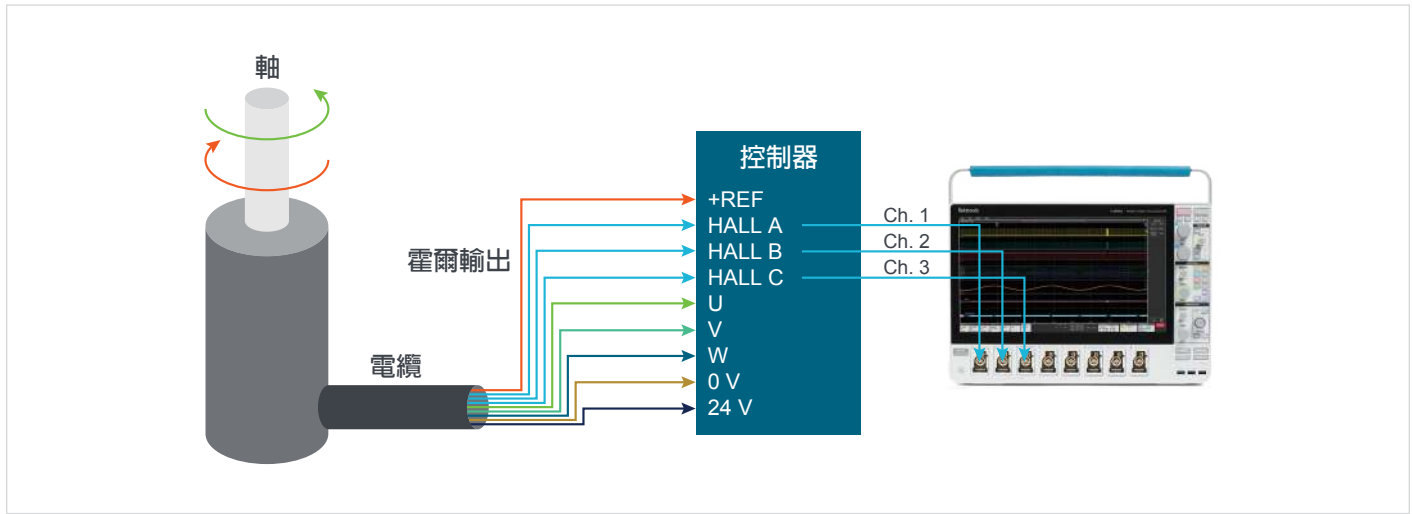 軸
霍爾輸出
電纜
控制器
+REF
HALL A
HALL B
HALL C
U
V
W
0 V
24 V
Ch. 1
Ch. 2
Ch. 3
Tektronix